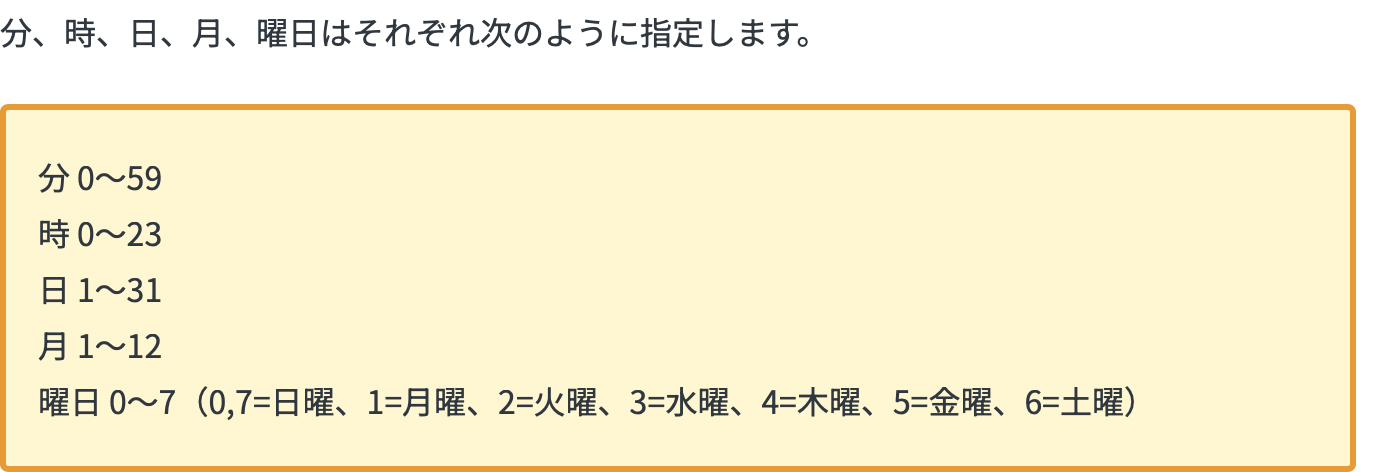 分、時、日、月、曜日はそれぞれ次のように指定します。
分 0〜59
時 0〜23
日 1〜31
月 1〜12
曜日 0〜7（0,7=日曜、1=月曜、2=火曜、3=水曜、4=木曜、5=金曜、6=土曜）